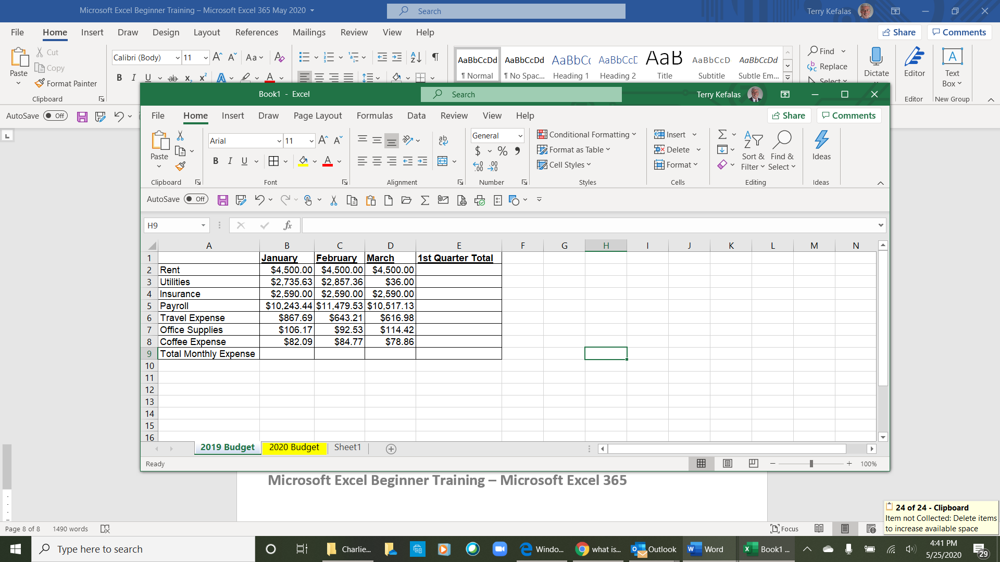 Microsoft Excel Beginner Training – Microsoft Excel 365 May 2020
Search
Terry Kefalas
File Home Insert Draw Design Layout References Mailings Review View Help
Share Comments
Paste
Cut
Copy
Format Painter
Clipboard
Calibri (Body) 11
AaBbCcDd ¶ Normal
AaBbCcDd ¶ No Spac...
AaBbCc Heading 1
AaBbCcE Heading 2
AaB Title
AaBbCcD Subtitle
AaBbCcDd Subtle Em...
Find
Replace
Select
Dictate
Editor
Text Box
Editor
New Group
AutoSave Off
Book1 - Excel
Search
Terry Kefalas
File Home Insert Draw Page Layout Formulas Data Review View Help
Share Comments
Paste
Clipboard
Arial 11
B I U
Font
Alignment
General
$ % ,
Number
Conditional Formatting
Format as Table
Cell Styles
Styles
Insert
Delete
Format
Cells
Sort & Filter
Find & Select
Editing
Ideas
Ideas
AutoSave Off
H9 fx
A B C D E F G H I J K L M N
1 January February March 1st Quarter Total
2 Rent $4,500.00 $4,500.00 $4,500.00
3 Utilities $2,735.63 $2,857.36 $36.00
4 Insurance $2,590.00 $2,590.00 $2,590.00
5 Payroll $10,243.44 $11,479.53 $10,517.13
6 Travel Expense $867.69 $643.21 $616.98
7 Office Supplies $106.17 $92.53 $114.42
8 Coffee Expense $82.09 $84.77 $78.86
9 Total Monthly Expense
10
11
12
13
14
15
16
2019 Budget 2020 Budget Sheet1
Ready 100%
Microsoft Excel Beginner Training – Microsoft Excel 365
24 of 24 - Clipboard
Item not Collected: Delete items
to increase available space
Page 8 of 8 1490 words Focus
Type here to search
Charlie...
Windo...
what is...
Outlook
Word
Book1 ...
4:41 PM
5/25/2020
29